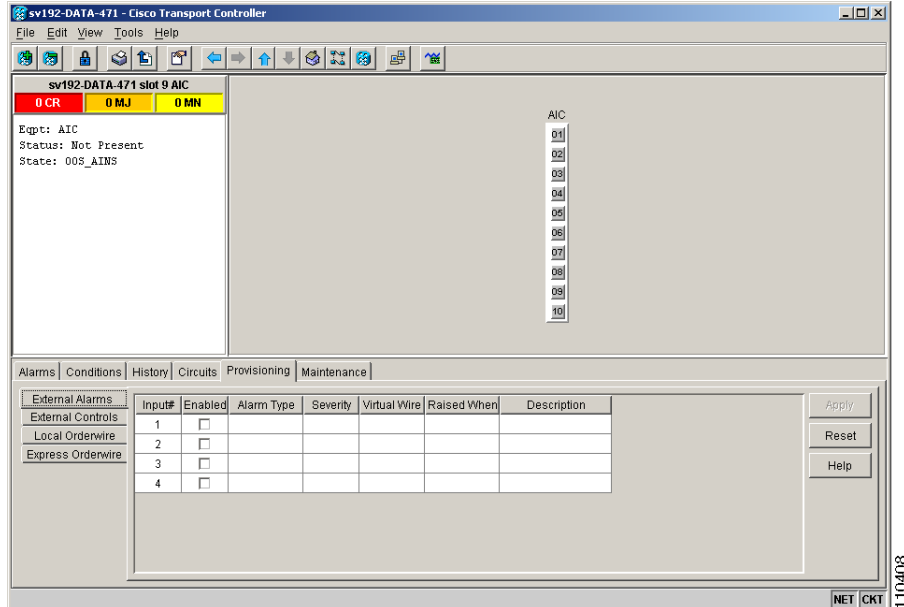 sv192-DATA-471 - Cisco Transport Controller
File Edit View Tools Help
sv192-DATA-471 slot 9 AIC
0 CR 0 MJ 0 MN
Eqpt: AIC
Status: Not Present
State: OOS_AINS
AIC
01
02
03
04
05
06
07
08
09
10
Alarms Conditions History Circuits Provisioning Maintenance
External Alarms
External Controls
Local Orderwire
Express Orderwire
Input# Enabled Alarm Type Severity Virtual Wire Raised When Description
1
2
3
4
Apply
Reset
Help
NET CKT
110408